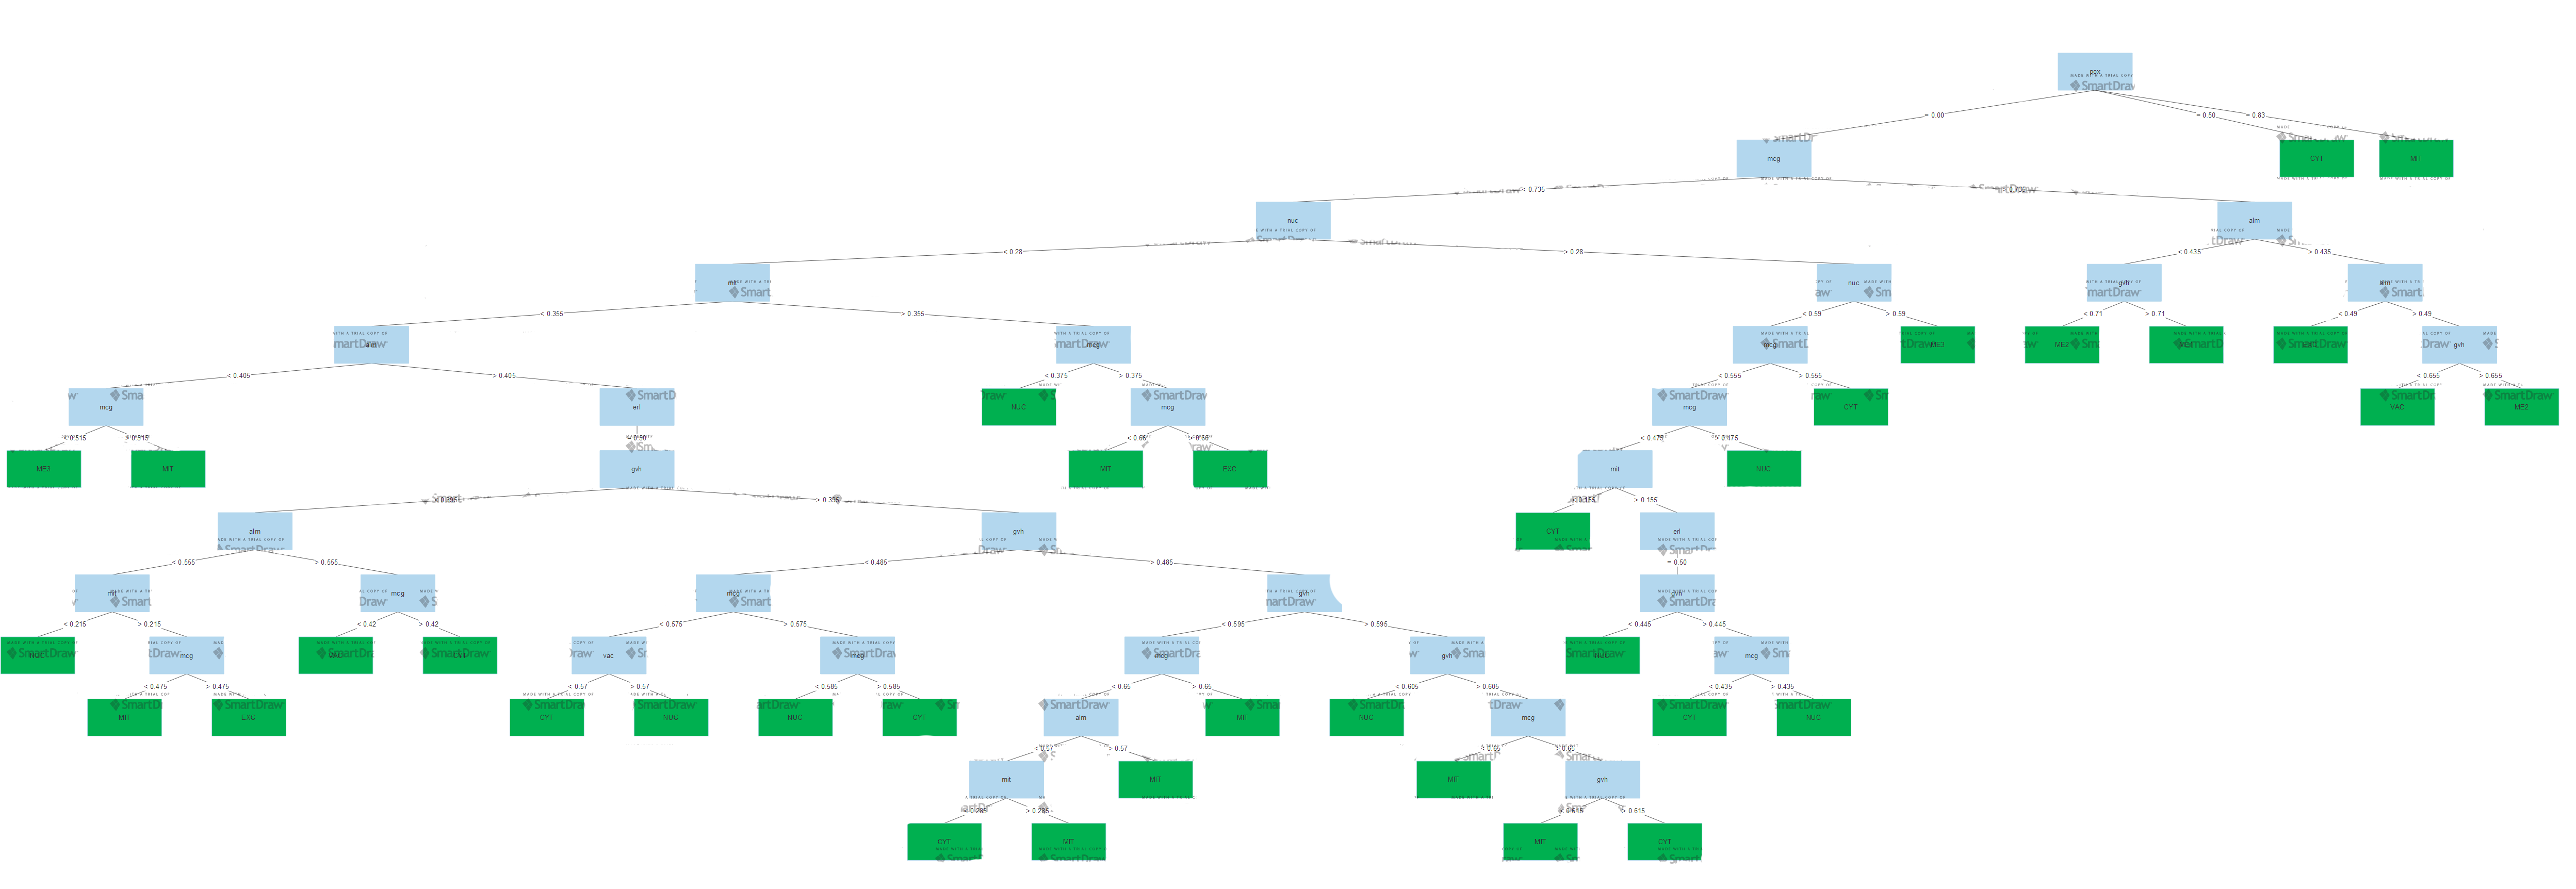 pox
= 0.00
= 0.50
= 0.83
mcg
CYT
MIT
< 0.735
nuc
alm
< 0.28
> 0.28
< 0.435
> 0.435
mit
nuc
gvh
alm
< 0.355
> 0.355
< 0.59
> 0.59
< 0.71
> 0.71
< 0.49
> 0.49
alm
mcg
mcg
ME3
ME2
gvh
< 0.405
> 0.405
< 0.375
> 0.375
< 0.555
> 0.555
< 0.655
> 0.655
mcg
erl
NUC
mcg
mcg
CYT
VAC
ME2
< 0.515
> 0.515
= 0.50
< 0.66
> 0.66
< 0.475
> 0.475
ME3
MIT
gvh
MIT
EXC
mit
NUC
< 0.395
> 0.395
< 0.155
> 0.155
alm
gvh
CYT
erl
< 0.555
> 0.555
< 0.485
> 0.485
= 0.50
mit
mcg
mcg
gvh
gvh
< 0.215
> 0.215
< 0.42
> 0.42
< 0.575
> 0.575
< 0.595
> 0.595
< 0.445
> 0.445
NUC
mcg
VAC
CYT
vac
mcg
mcg
gvh
NUC
mcg
< 0.475
> 0.475
< 0.57
> 0.57
< 0.585
> 0.585
< 0.65
> 0.65
< 0.605
> 0.605
< 0.435
> 0.435
MIT
EXC
CYT
NUC
NUC
CYT
alm
MIT
NUC
mcg
CYT
NUC
< 0.57
> 0.57
< 0.65
> 0.65
mit
MIT
MIT
gvh
< 0.285
> 0.285
< 0.615
> 0.615
CYT
MIT
MIT
CYT
MADE WITH A TRIAL COPY OF
SmartDraw